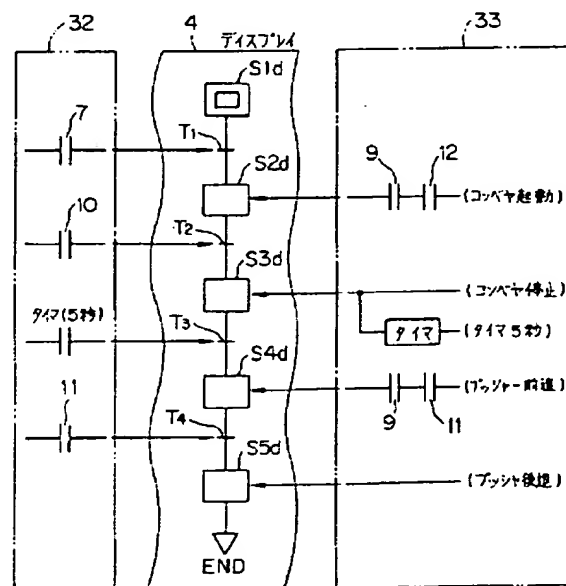 32
4
ディスプレイ
33
S1d
7
T1
S2d
9
12
(コンベヤ起動)
10
T2
S3d
(コンベヤ停止)
タイマ(5秒)
T3
タイマ
(タイマ5秒)
S4d
11
9
11
(プッシャー前進)
T4
S5d
(プッシャ後退)
END